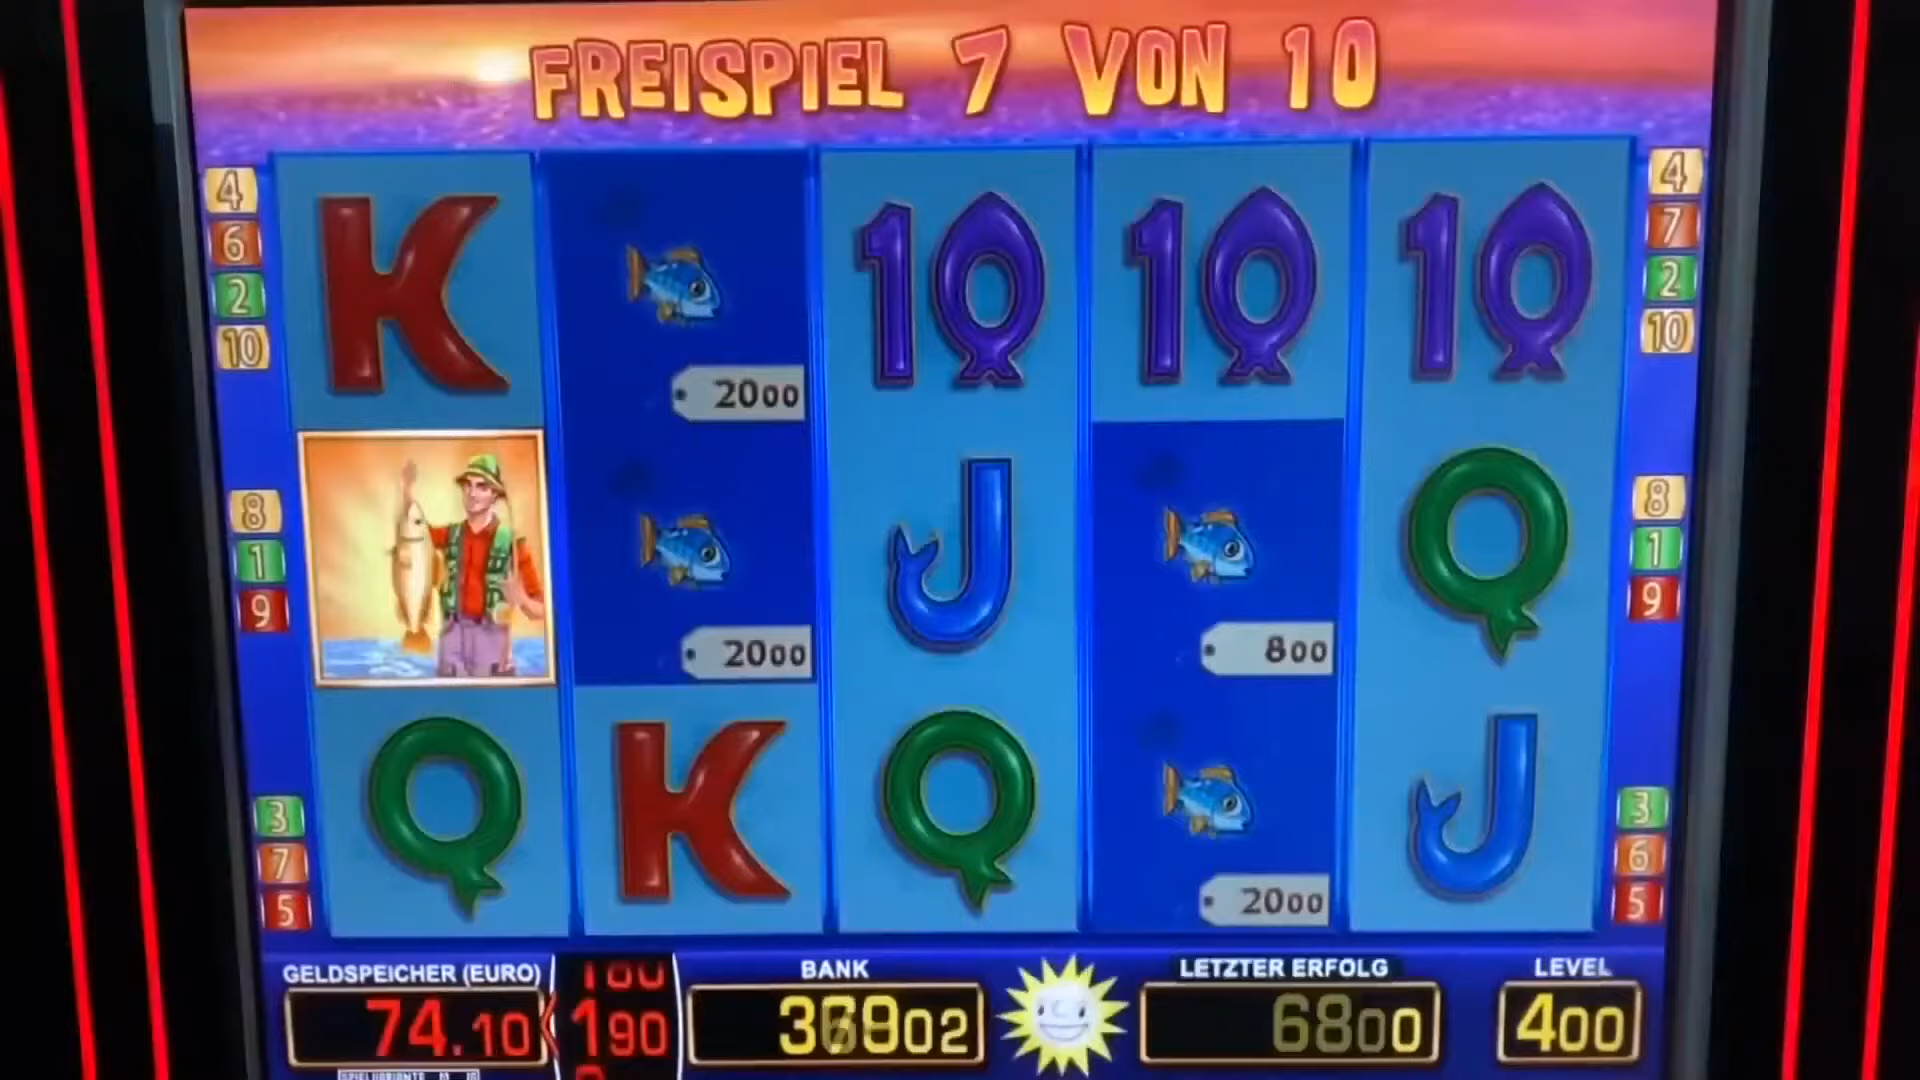 FREISPIEL 7 VON 10
4 K 10 10 10 4
6 7
2 2
10 2000 10
8 J Q 8
1 1
9 2000 800 9
3 Q K Q J 3
7 6
5 2000 5
GELDSPEICHER (EURO) BANK LETZTER ERFOLG LEVEL
74.10 190 02 6800 400